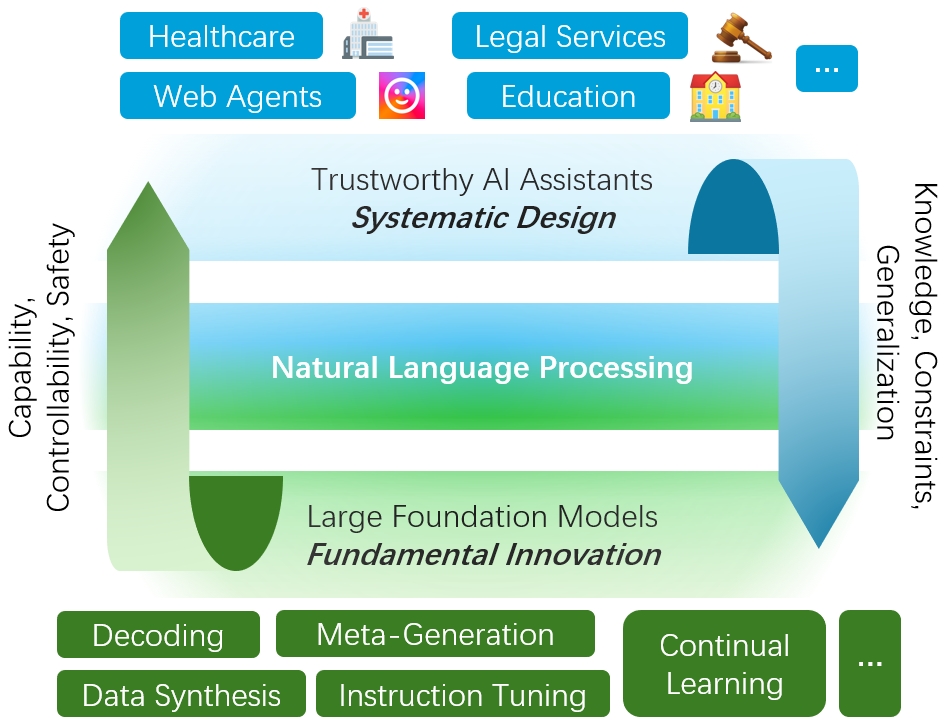 Healthcare
Legal Services
...
Web Agents
Education
Trustworthy AI Assistants
Systematic Design
Capability,
Controllability, Safety
Knowledge, Constraints,
Generalization
Natural Language Processing
Large Foundation Models
Fundamental Innovation
Decoding
Meta-Generation
Continual
Learning
...
Data Synthesis
Instruction Tuning